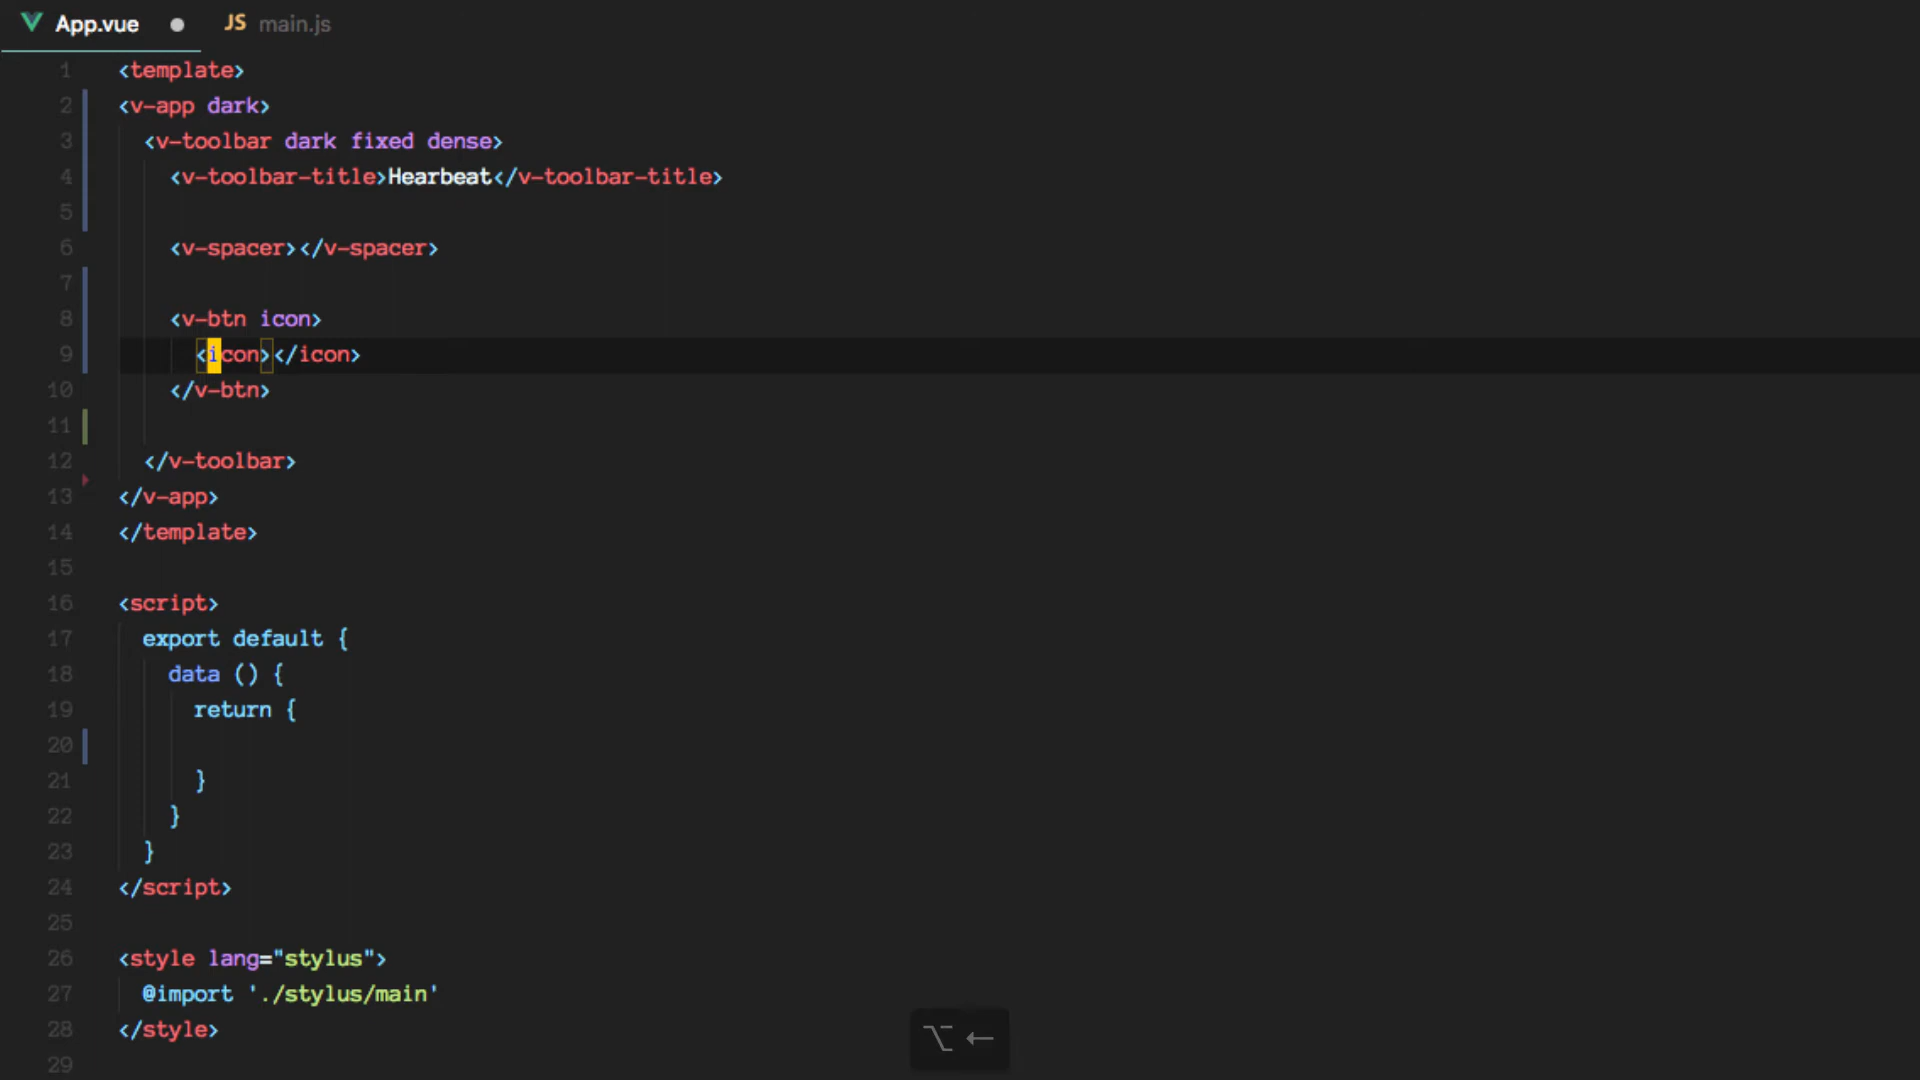 App.vue ● JS main.js
1 <template>
2 <v-app dark>
3 <v-toolbar dark fixed dense>
4 <v-toolbar-title>Hearbeat</v-toolbar-title>
5
6 <v-spacer></v-spacer>
7
8 <v-btn icon>
9 <icon></icon>
10 </v-btn>
11
12 </v-toolbar>
13 </v-app>
14 </template>
15
16 <script>
17 export default {
18 data () {
19 return {
20
21 }
22 }
23 }
24 </script>
25
26 <style lang="stylus">
27 @import './stylus/main'
28 </style>
29
⌥ ←